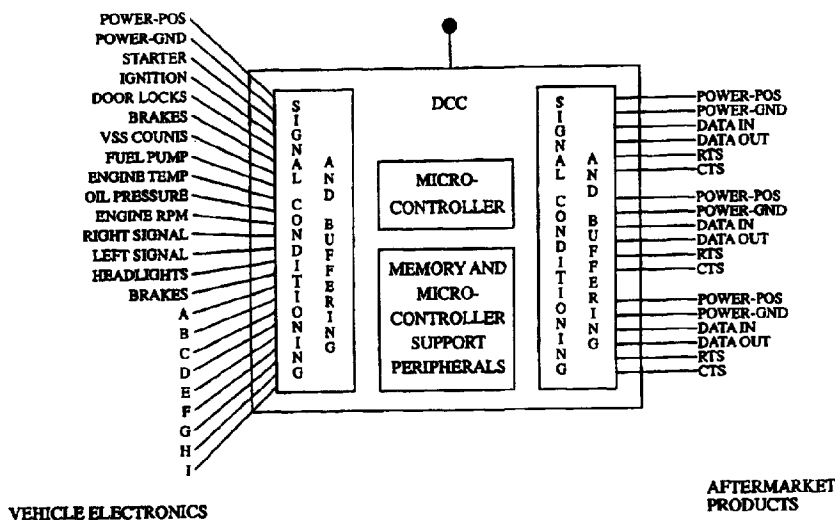 POWER-POS
POWER-GND
STARTER
IGNITION
DOOR LOCKS
BRAKES
VSS COUNTS
FUEL PUMP
ENGINE TEMP
OIL PRESSURE
ENGINE RPM
RIGHT SIGNAL
LEFT SIGNAL
HEADLIGHTS
BRAKES
A
B
C
D
E
F
G
H
I
VEHICLE ELECTRONICS
SIGNAL CONDITIONING
AND BUFFERING
DCC
MICRO-
CONTROLLER
MEMORY AND
MICRO-
CONTROLLER
SUPPORT
PERIPHERALS
SIGNAL CONDITIONING
AND BUFFERING
POWER-POS
POWER-GND
DATA IN
DATA OUT
RTS
CTS
POWER-POS
POWER-GND
DATA IN
DATA OUT
RTS
CTS
POWER-POS
POWER-GND
DATA IN
DATA OUT
RTS
CTS
AFTERMARKET
PRODUCTS